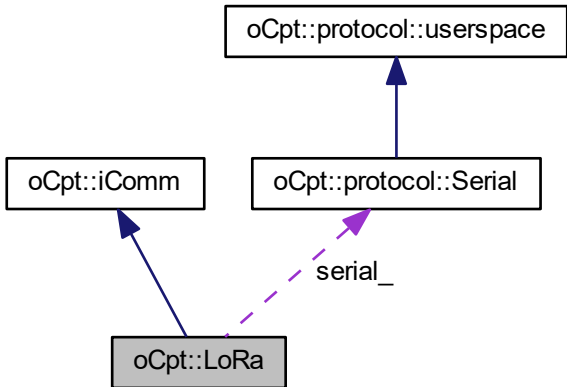 oCpt::protocol::userspace
oCpt::iComm
oCpt::protocol::Serial
serial_
oCpt::LoRa